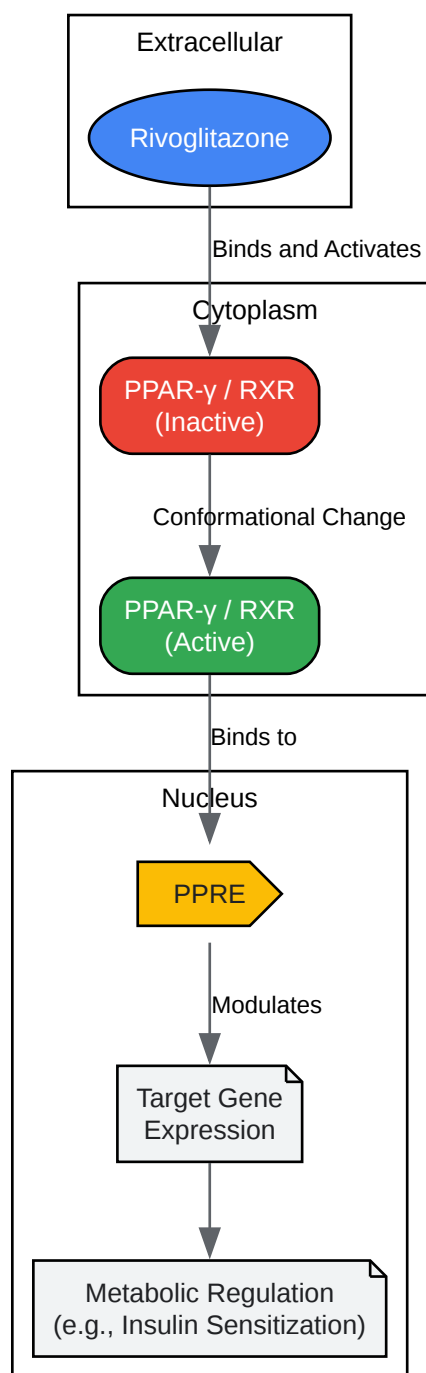 Extracellular
Rivoglitazone
Binds and Activates
Cytoplasm
PPAR-γ / RXR
(Inactive)
Conformational Change
PPAR-γ / RXR
(Active)
Binds to
Nucleus
PPRE
Modulates
Target Gene
Expression
Metabolic Regulation
(e.g., Insulin Sensitization)